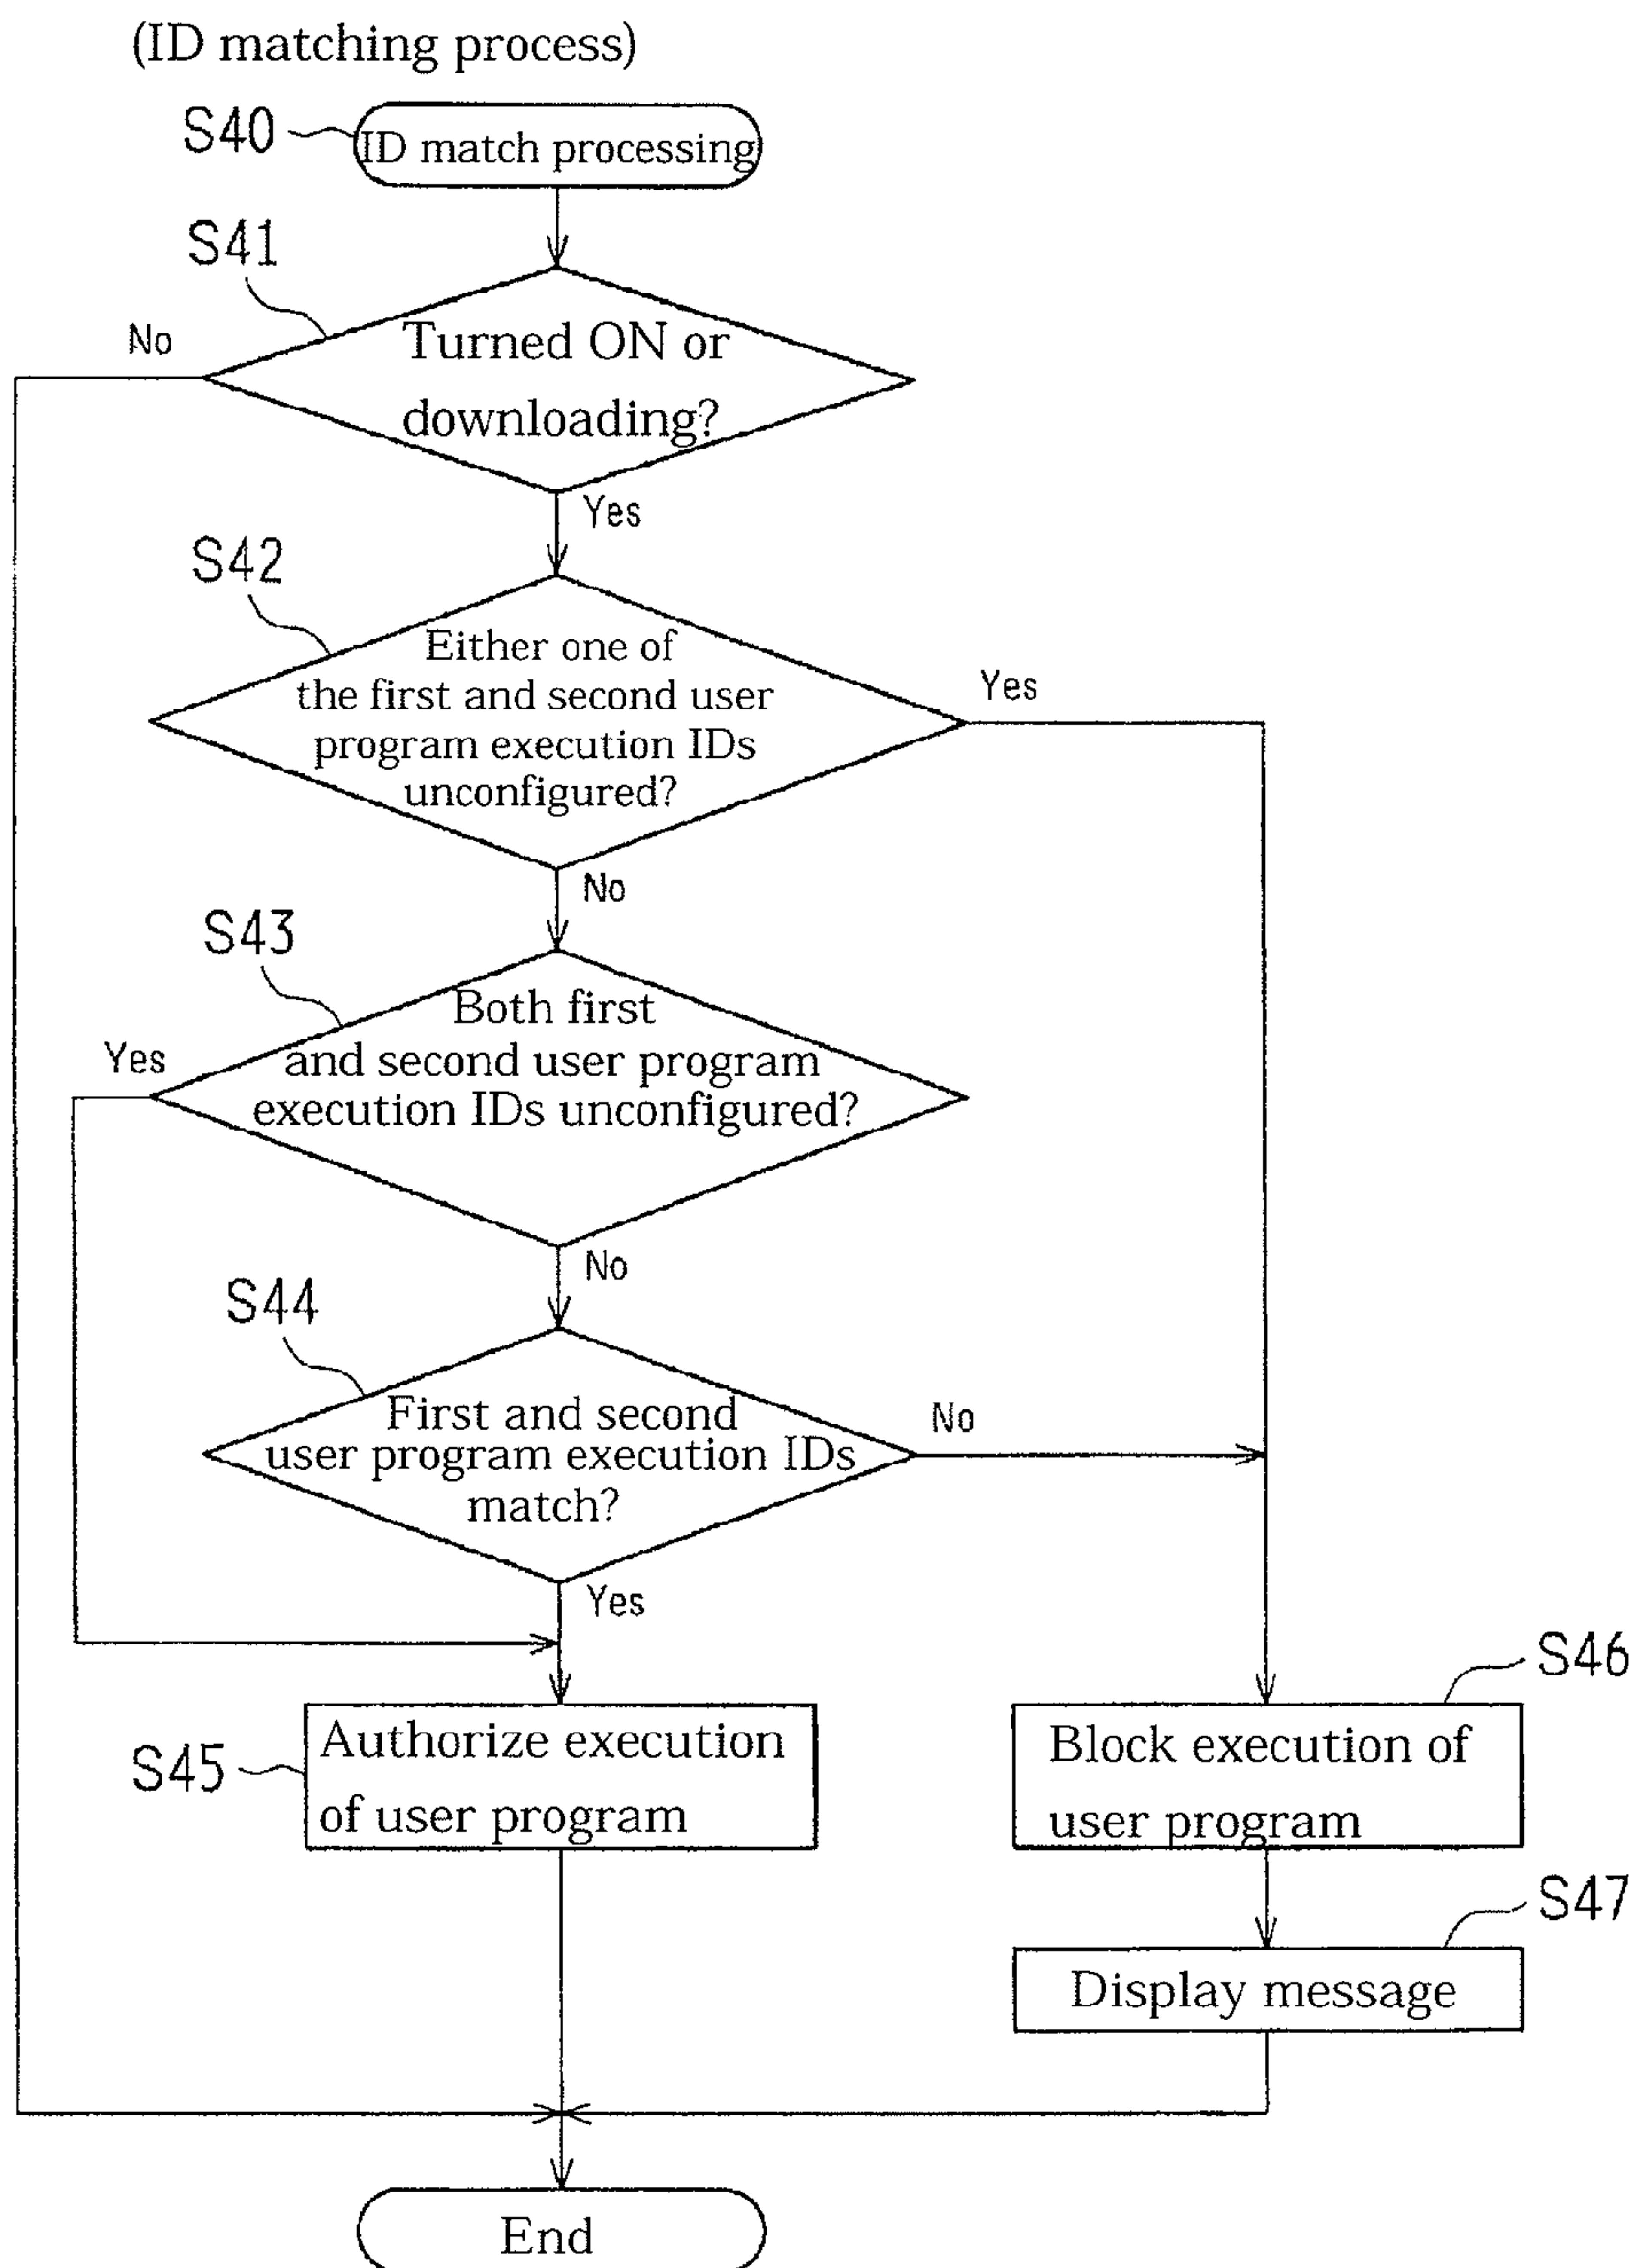 (ID matching process)
S40
ID match processing
S41
No
Turned ON or
downloading?
Yes
S42
Either one of
the first and second user
program execution IDs
unconfigured?
Yes
No
S43
Both first
and second user program
execution IDs unconfigured?
Yes
No
S44
First and second
user program execution IDs
match?
No
Yes
S45
Authorize execution
of user program
S46
Block execution of
user program
S47
Display message
End